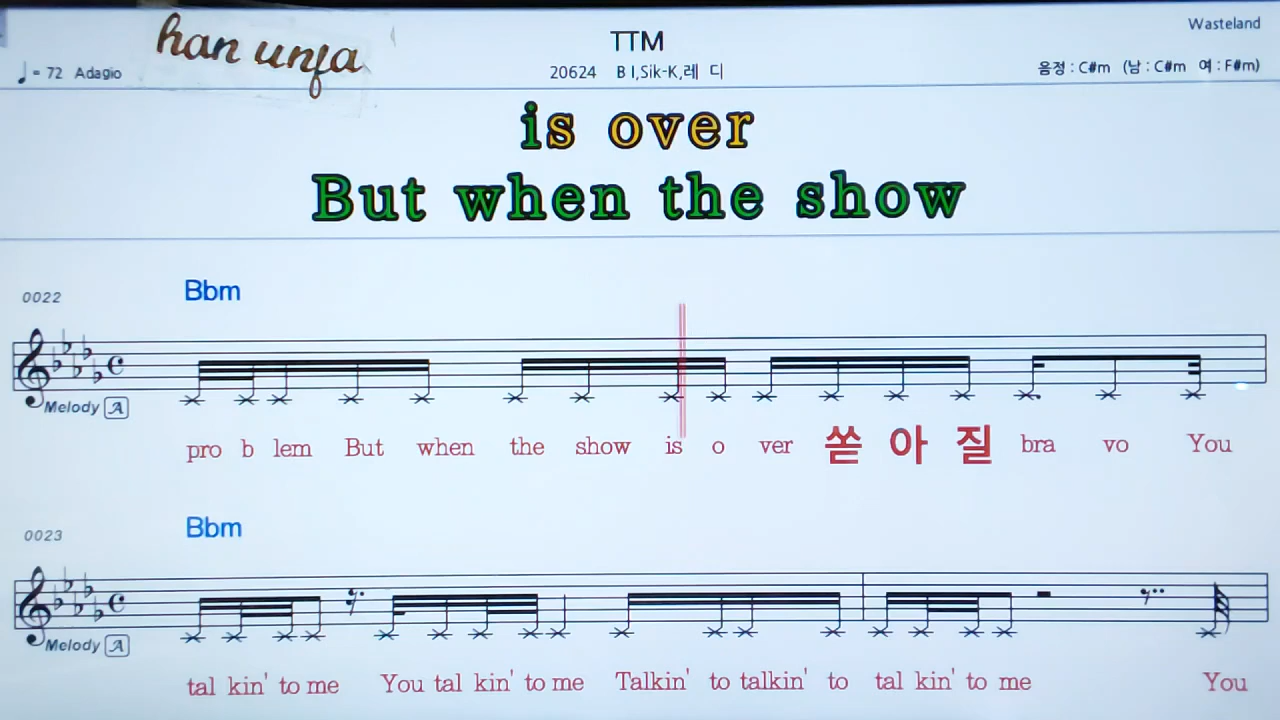 han unfa
TTM
Wasteland
= 72 Adagio
20624 B I,Sik-K,레 디
음정 : C#m (남 : C#m 여 : F#m)
is over
But when the show
0022
Bbm
Melody A
pro b lem But when the show is o ver 쏟 아 질 bra vo You
0023
Bbm
Melody A
tal kin' to me You tal kin' to me Talkin' to talkin' to tal kin' to me You